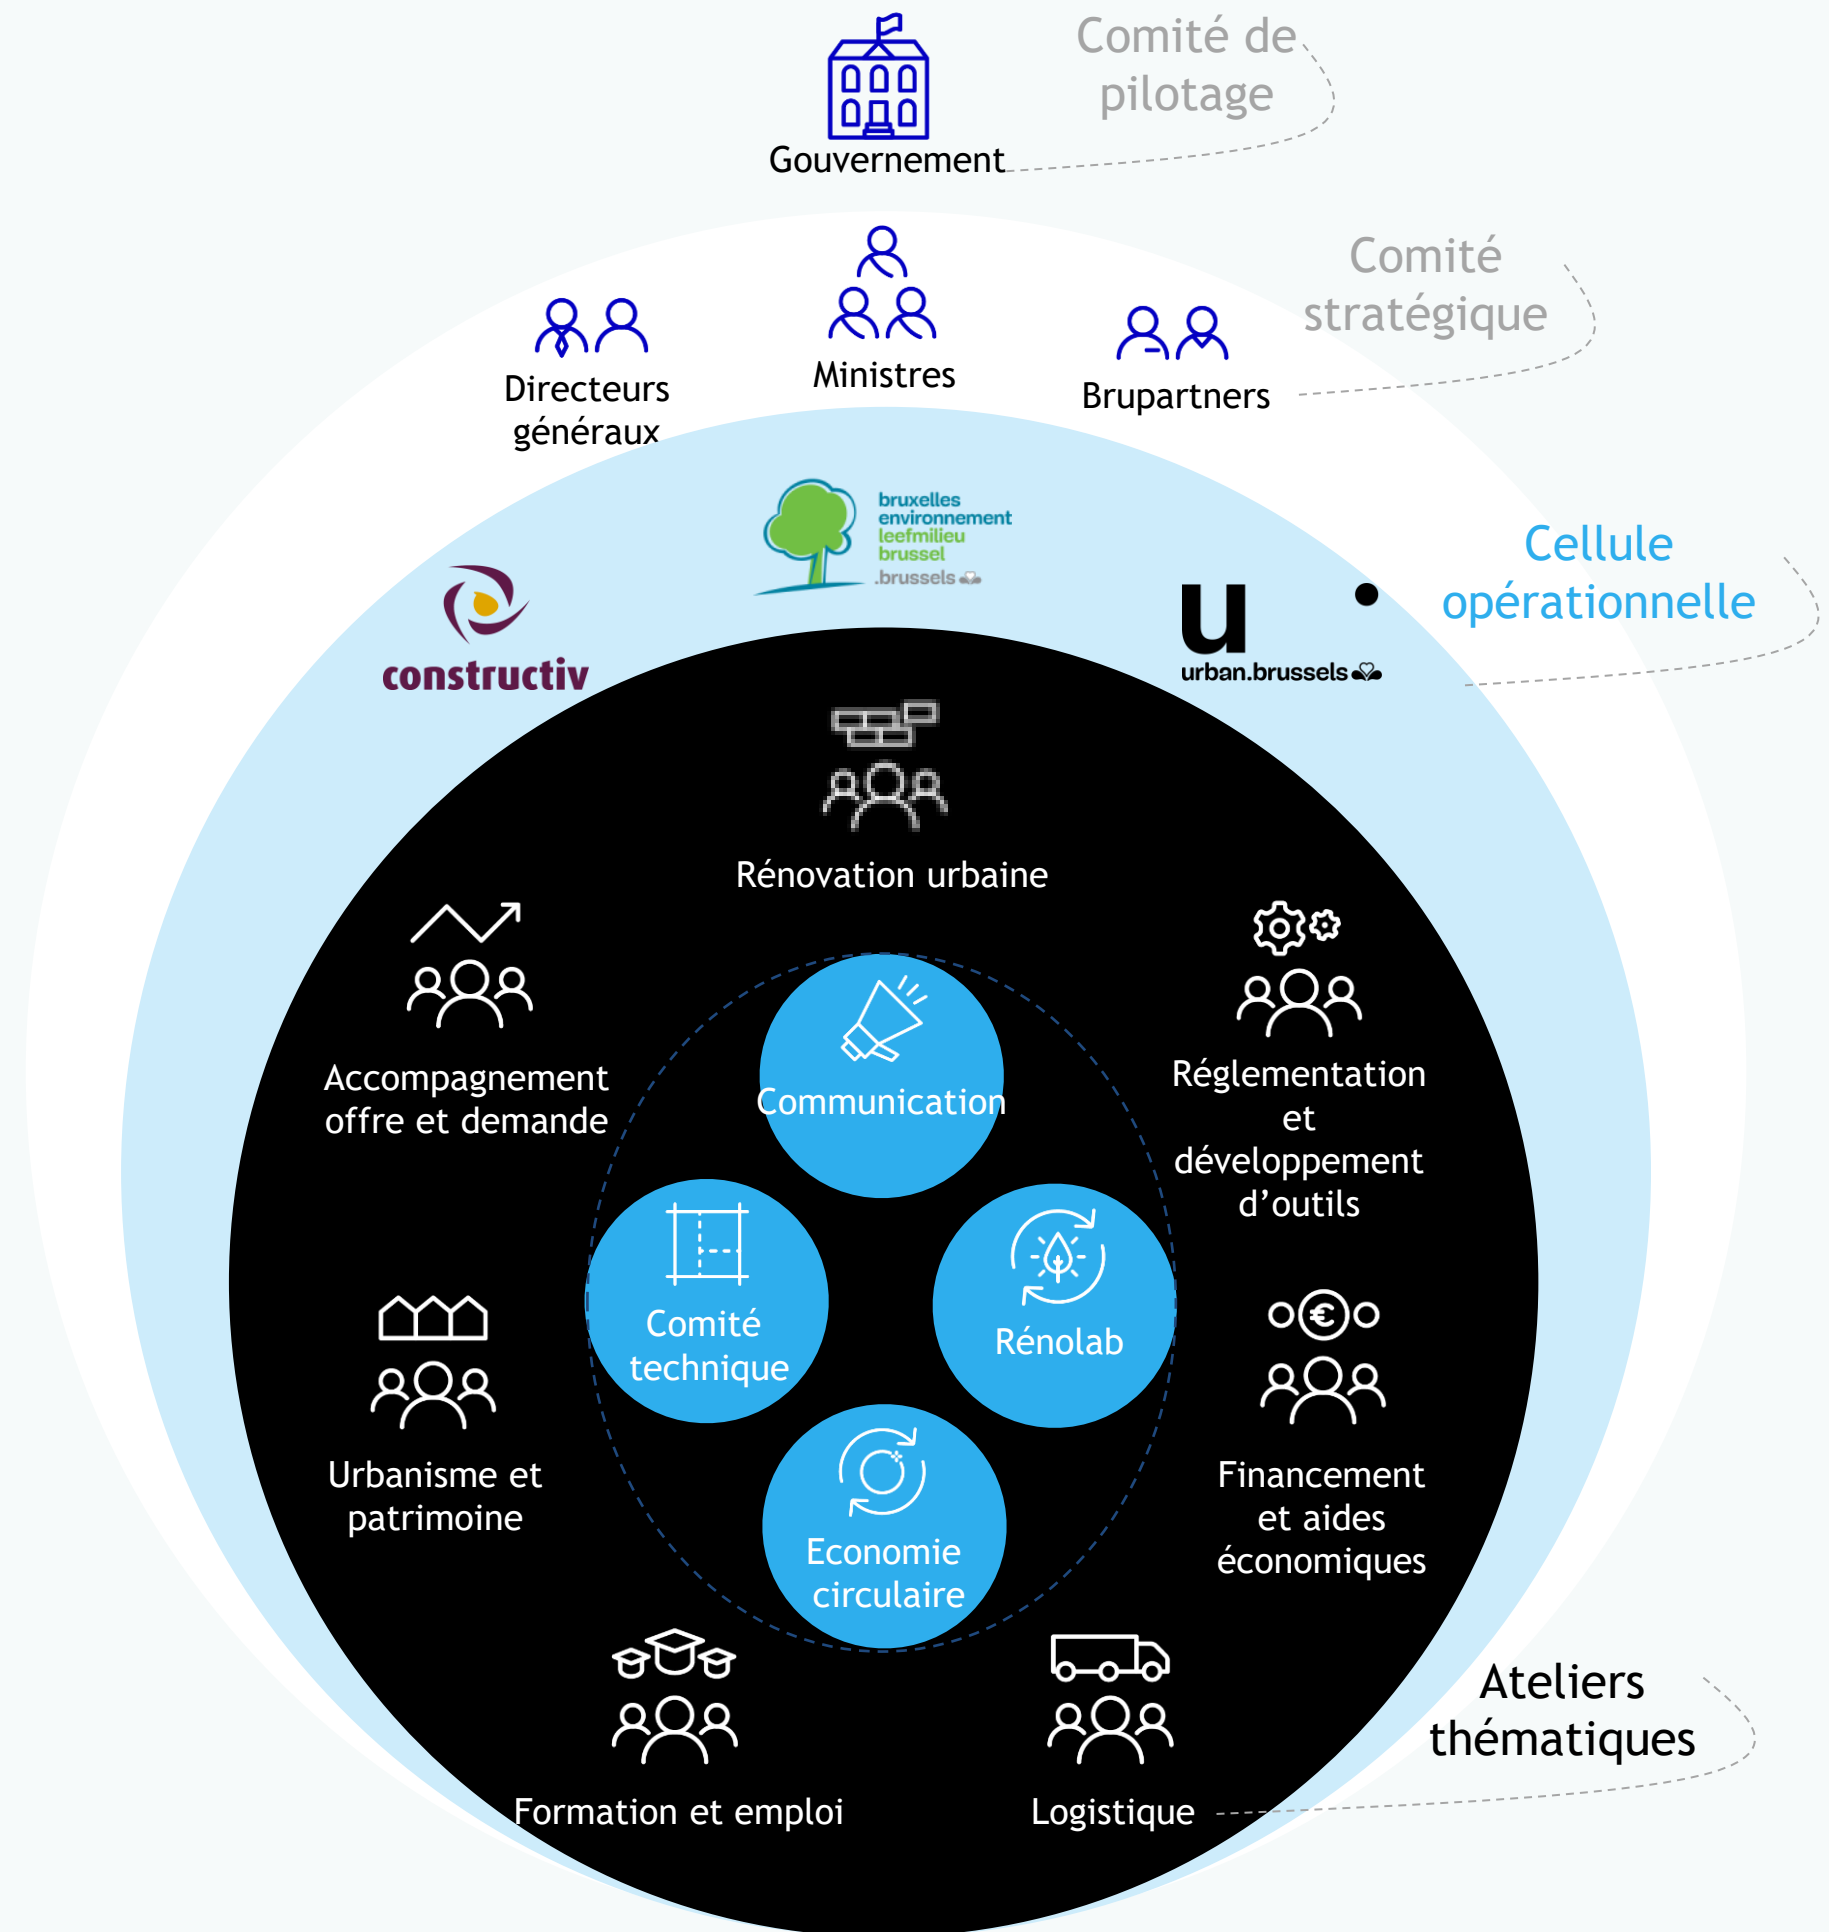 Comité de
pilotage
Gouvernement
Comité
stratégique
Directeurs
généraux
Ministres
Brupartners
bruxelles
environnement
leefmilieu
brussel
.brussels
Cellule
opérationnelle
constructiv
u
urban.brussels
Rénovation urbaine
Accompagnement
offre et demande
Communication
Réglementation
et
développement
d’outils
Comité
technique
Rénolab
Urbanisme et
patrimoine
€
Financement
et aides
économiques
Economie
circulaire
Formation et emploi
Logistique
Ateliers
thématiques